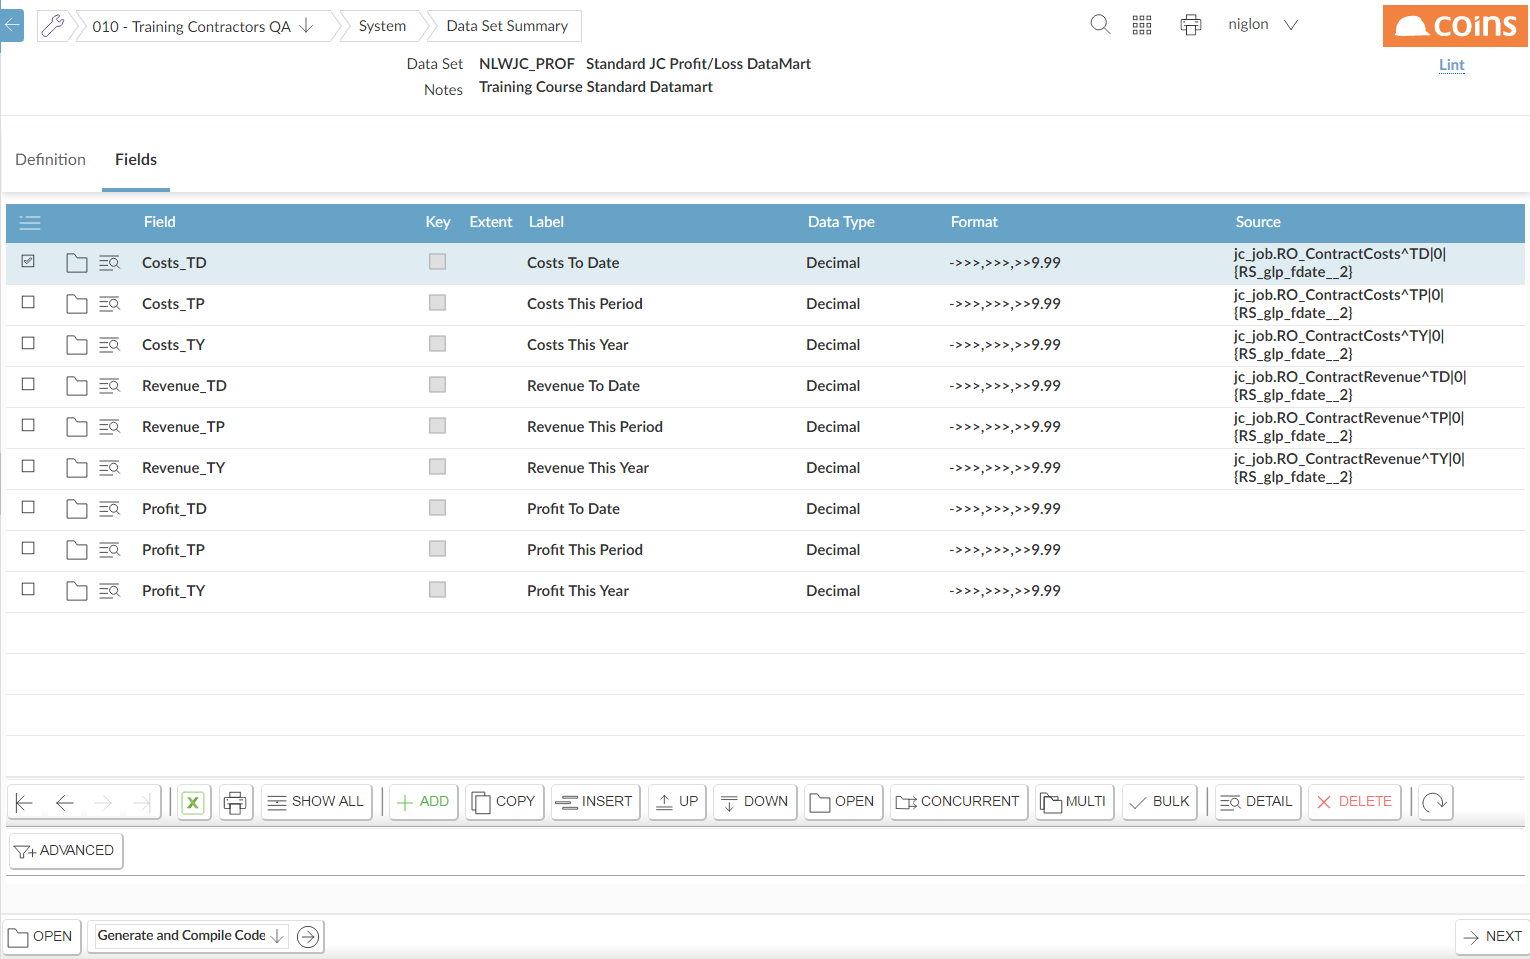 010 - Training Contractors QA
System
Data Set Summary
niglon
coins
Data Set NLWJC_PROF Standard JC Profit/Loss DataMart
Lint
Notes Training Course Standard Datamart
Definition Fields
Field Key Extent Label Data Type Format Source
Costs_TD Costs To Date Decimal ->>>,>>>,>>9.99 jc_job.RO_ContractCosts^TD|0|
{RS_glp_fdate__2}
Costs_TP Costs This Period Decimal ->>>,>>>,>>9.99 jc_job.RO_ContractCosts^TP|0|
{RS_glp_fdate__2}
Costs_TY Costs This Year Decimal ->>>,>>>,>>9.99 jc_job.RO_ContractCosts^TY|0|
{RS_glp_fdate__2}
Revenue_TD Revenue To Date Decimal ->>>,>>>,>>9.99 jc_job.RO_ContractRevenue^TD|0|
{RS_glp_fdate__2}
Revenue_TP Revenue This Period Decimal ->>>,>>>,>>9.99 jc_job.RO_ContractRevenue^TP|0|
{RS_glp_fdate__2}
Revenue_TY Revenue This Year Decimal ->>>,>>>,>>9.99 jc_job.RO_ContractRevenue^TY|0|
{RS_glp_fdate__2}
Profit_TD Profit To Date Decimal ->>>,>>>,>>9.99
Profit_TP Profit This Period Decimal ->>>,>>>,>>9.99
Profit_TY Profit This Year Decimal ->>>,>>>,>>9.99
SHOW ALL ADD COPY INSERT UP DOWN OPEN CONCURRENT MULTI BULK DETAIL DELETE
ADVANCED
OPEN Generate and Compile Code NEXT